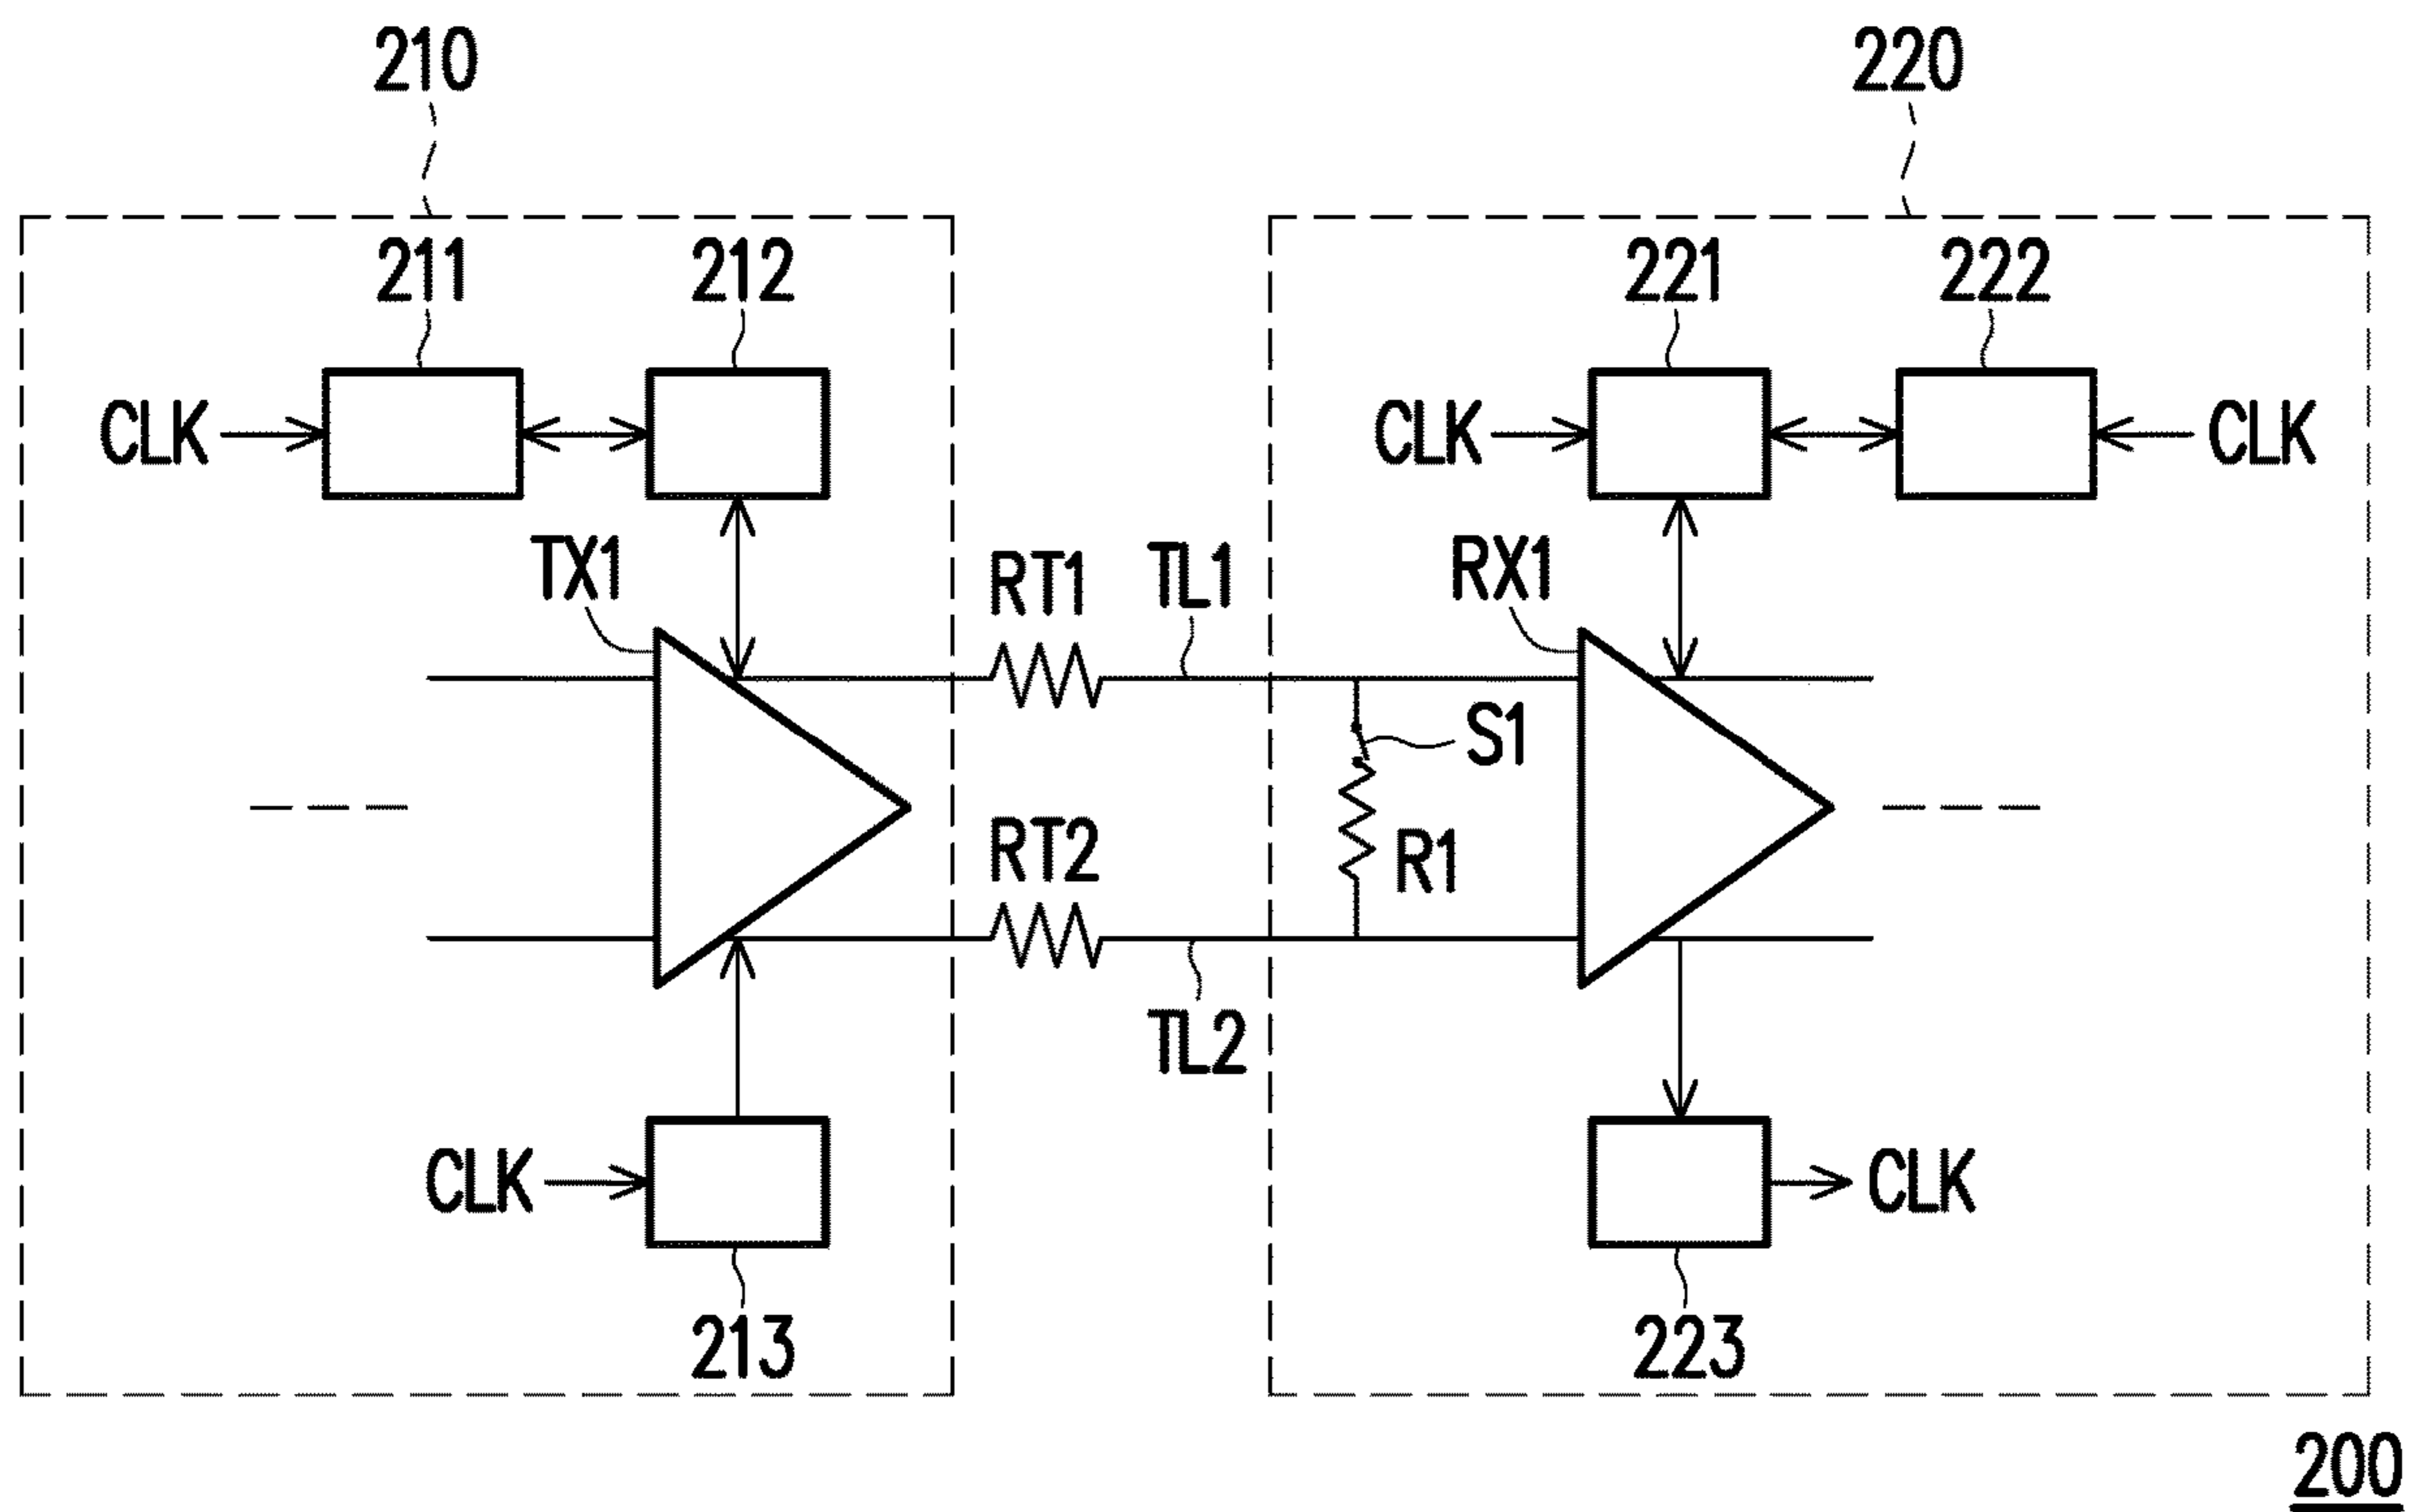 210 220
211 212 221 222
CLK CLK CLK
TX1 RT1 TL1 RX1
S1
RT2 R1
TL2
CLK CLK
213 223
200